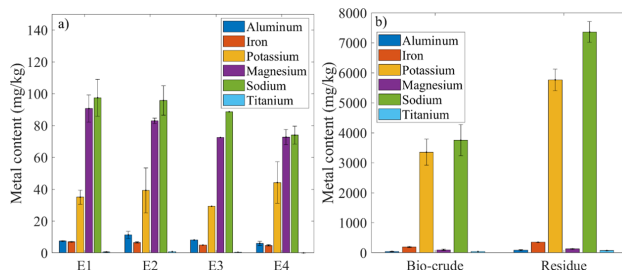 a)
Aluminum
Iron
Potassium
Magnesium
Sodium
Titanium
Metal content (mg/kg)
140
120
100
80
60
40
20
0
E1 E2 E3 E4
b)
Aluminum
Iron
Potassium
Magnesium
Sodium
Titanium
Metal content (mg/kg)
8000
7000
6000
5000
4000
3000
2000
1000
0
Bio-crude Residue